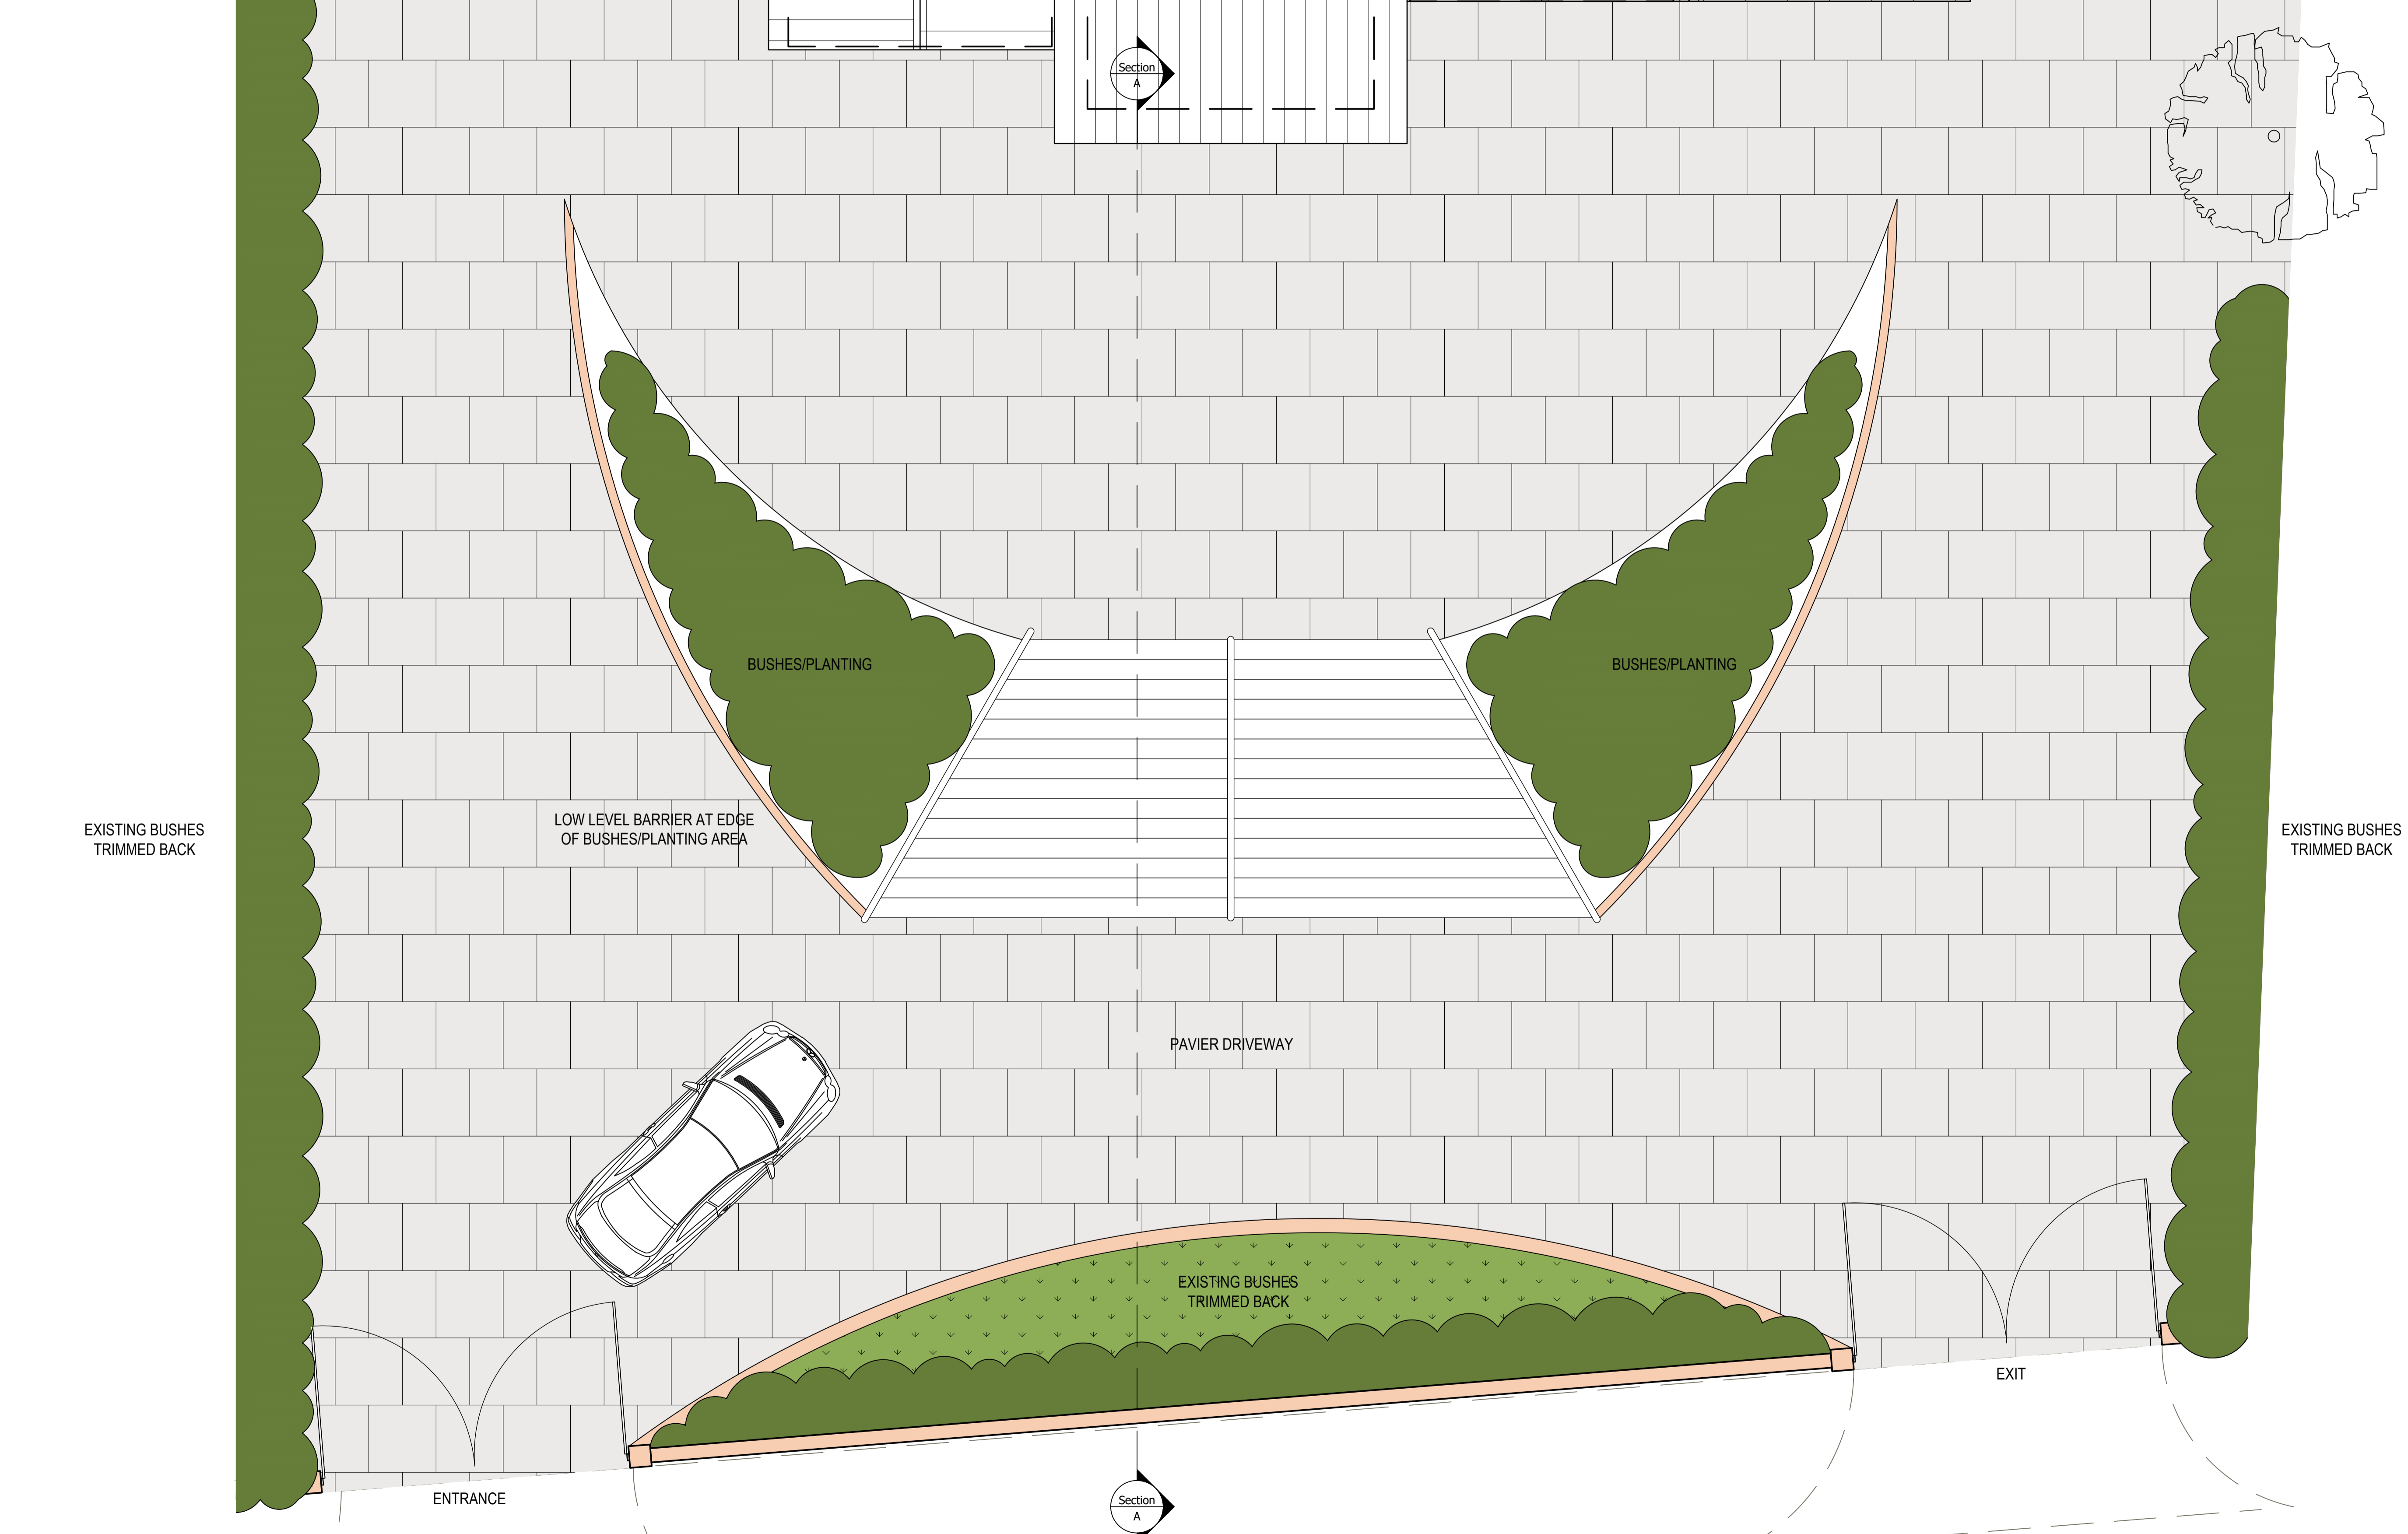 Section
A
BUSHES/PLANTING
BUSHES/PLANTING
LOW LEVEL BARRIER AT EDGE
OF BUSHES/PLANTING AREA
EXISTING BUSHES
TRIMMED BACK
EXISTING BUSHES
TRIMMED BACK
PAVIER DRIVEWAY
EXISTING BUSHES
TRIMMED BACK
EXIT
ENTRANCE
Section
A